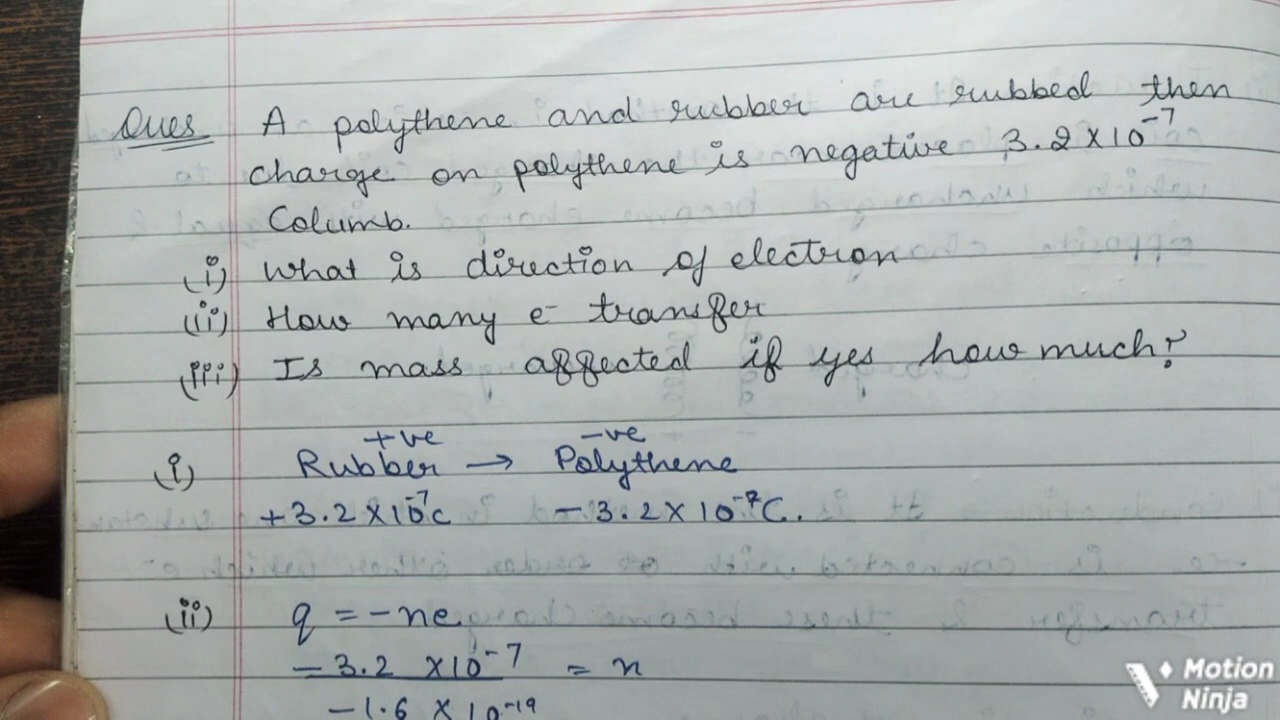 Ques A polythene and rubber are rubbed then
charge on polythene is negative 3.2 × 10⁻⁷
Columb.
(i) What is direction of electron
(ii) How many e⁻ transfer
(iii) Is mass affected if yes how much?
+ve -ve
(i) Rubber → Polythene
+3.2 × 10⁻⁷c - 3.2 × 10⁻⁷C.
(ii) q = -ne
-3.2 × 10⁻⁷ = n
-1.6 × 10⁻¹⁹
Motion
Ninja